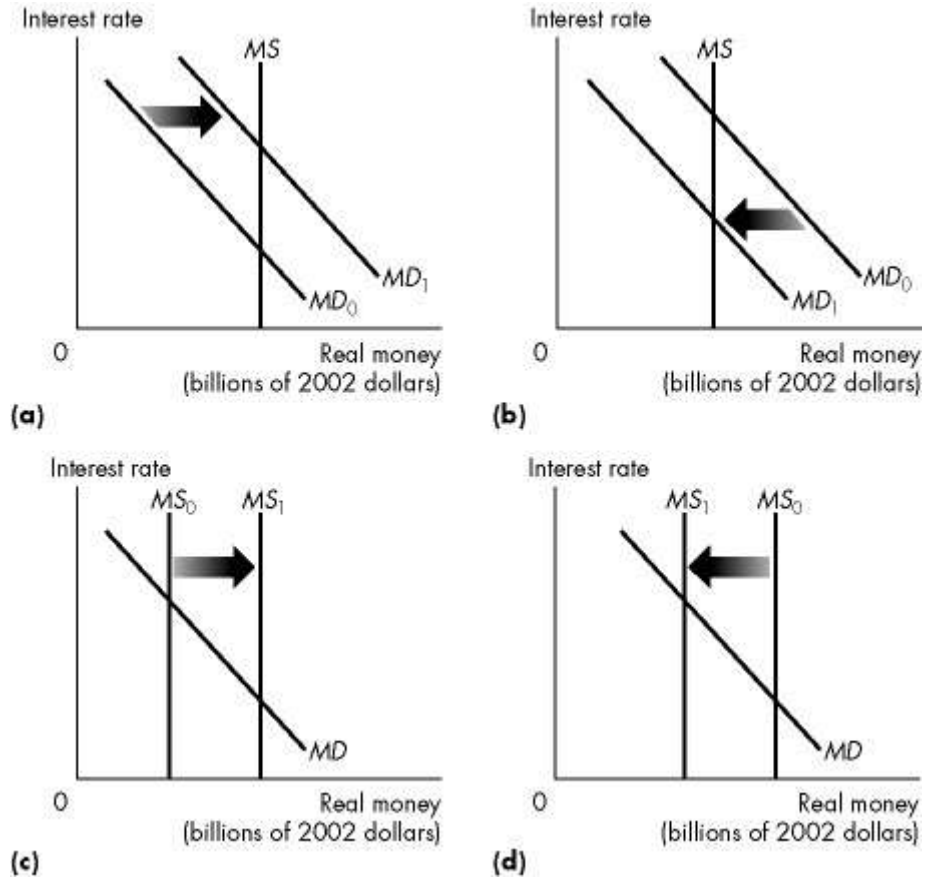 Interest rate
MS
MD₁
MD₀
0
Real money
(billions of 2002 dollars)
(a)
Interest rate
MS
MD₀
MD₁
0
Real money
(billions of 2002 dollars)
(b)
Interest rate
MS₀
MS₁
MD
0
Real money
(billions of 2002 dollars)
(c)
Interest rate
MS₁
MS₀
MD
0
Real money
(billions of 2002 dollars)
(d)